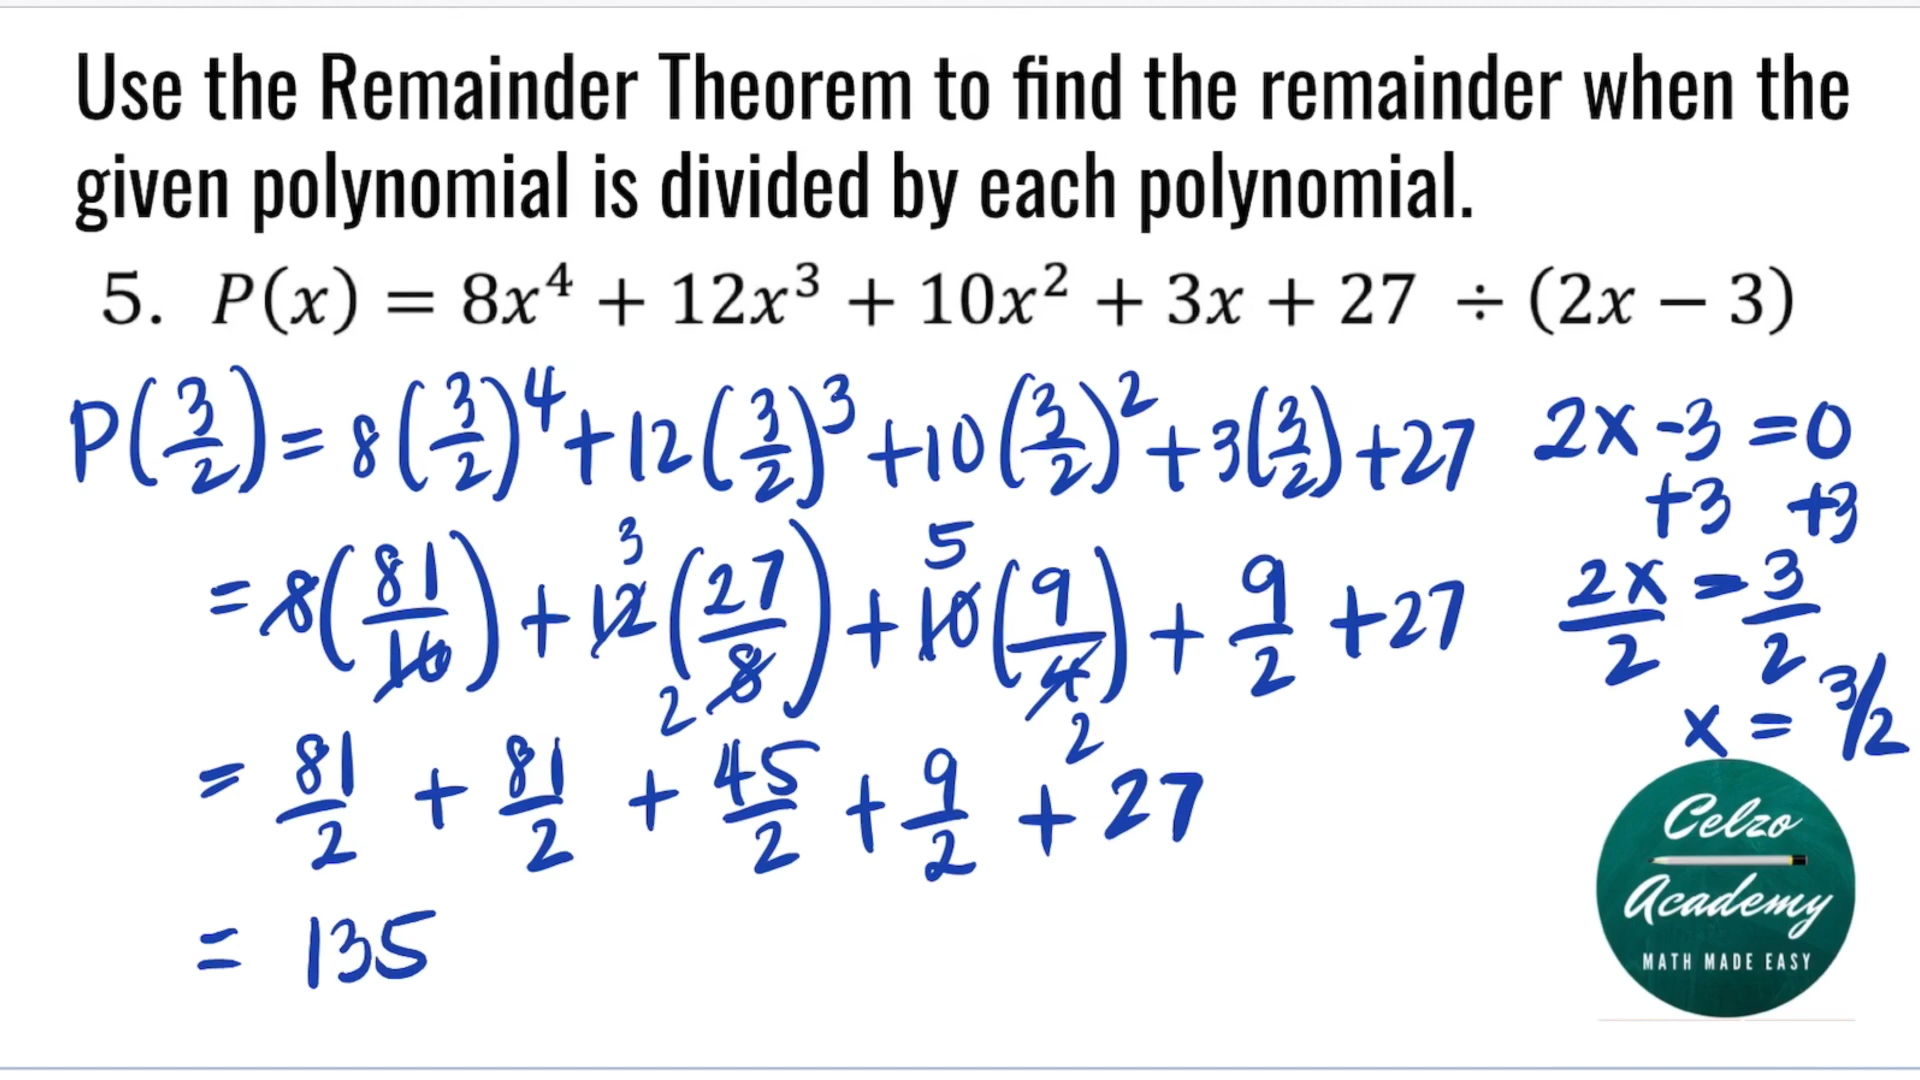 Use the Remainder Theorem to find the remainder when the
given polynomial is divided by each polynomial.
5. P(x) = 8x⁴ + 12x³ + 10x² + 3x + 27 ÷ (2x − 3)
P(3/2) = 8(3/2)⁴ + 12(3/2)³ + 10(3/2)² + 3(3/2) + 27
= 8(81/16) + 12(27/8) + 10(9/4) + 9/2 + 27
3 5
2 2
= 81/2 + 81/2 + 45/2 + 9/2 + 27
= 135
2x - 3 = 0
+3 +3
2x/2 = 3/2
x = 3/2
Celzo
Academy
MATH MADE EASY